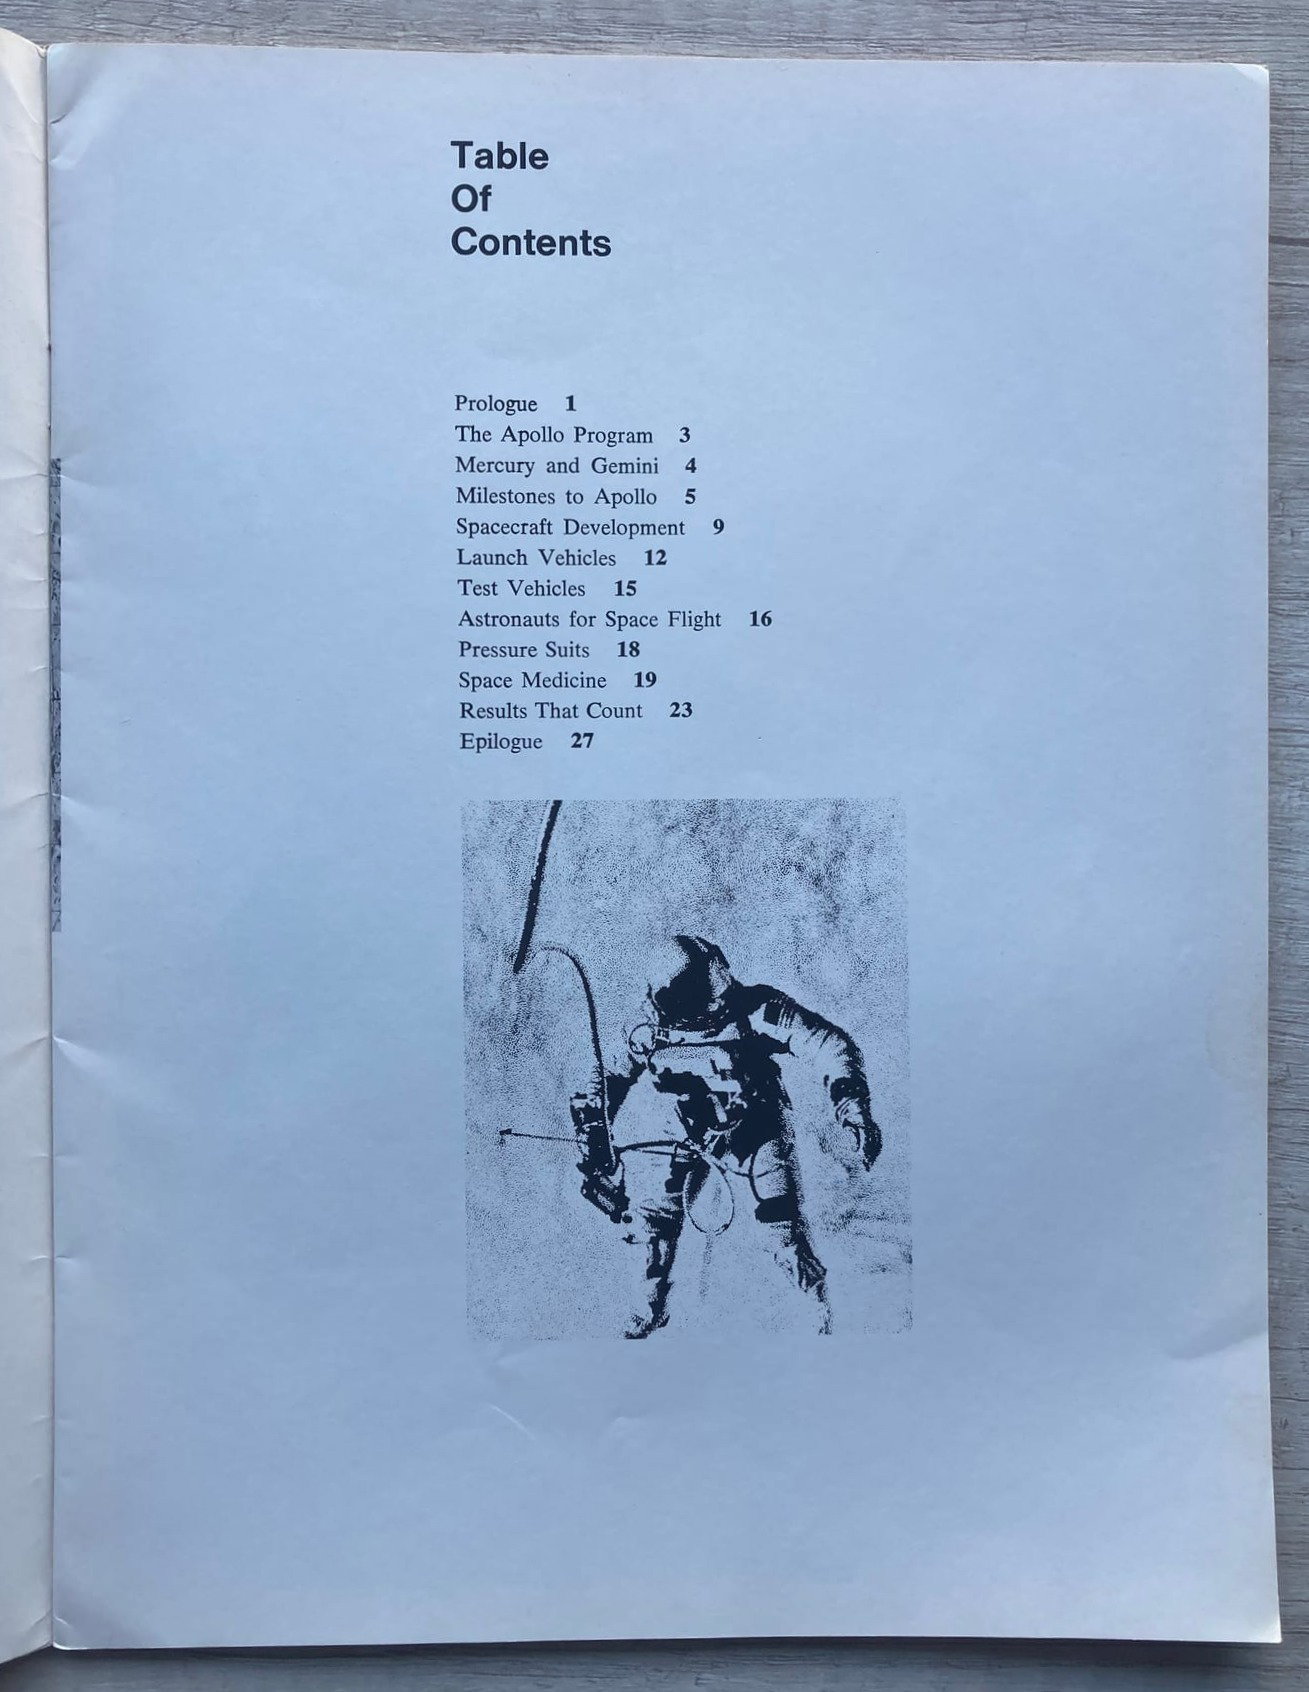 Table
Of
Contents
Prologue 1
The Apollo Program 3
Mercury and Gemini 4
Milestones to Apollo 5
Spacecraft Development 9
Launch Vehicles 12
Test Vehicles 15
Astronauts for Space Flight 16
Pressure Suits 18
Space Medicine 19
Results That Count 23
Epilogue 27